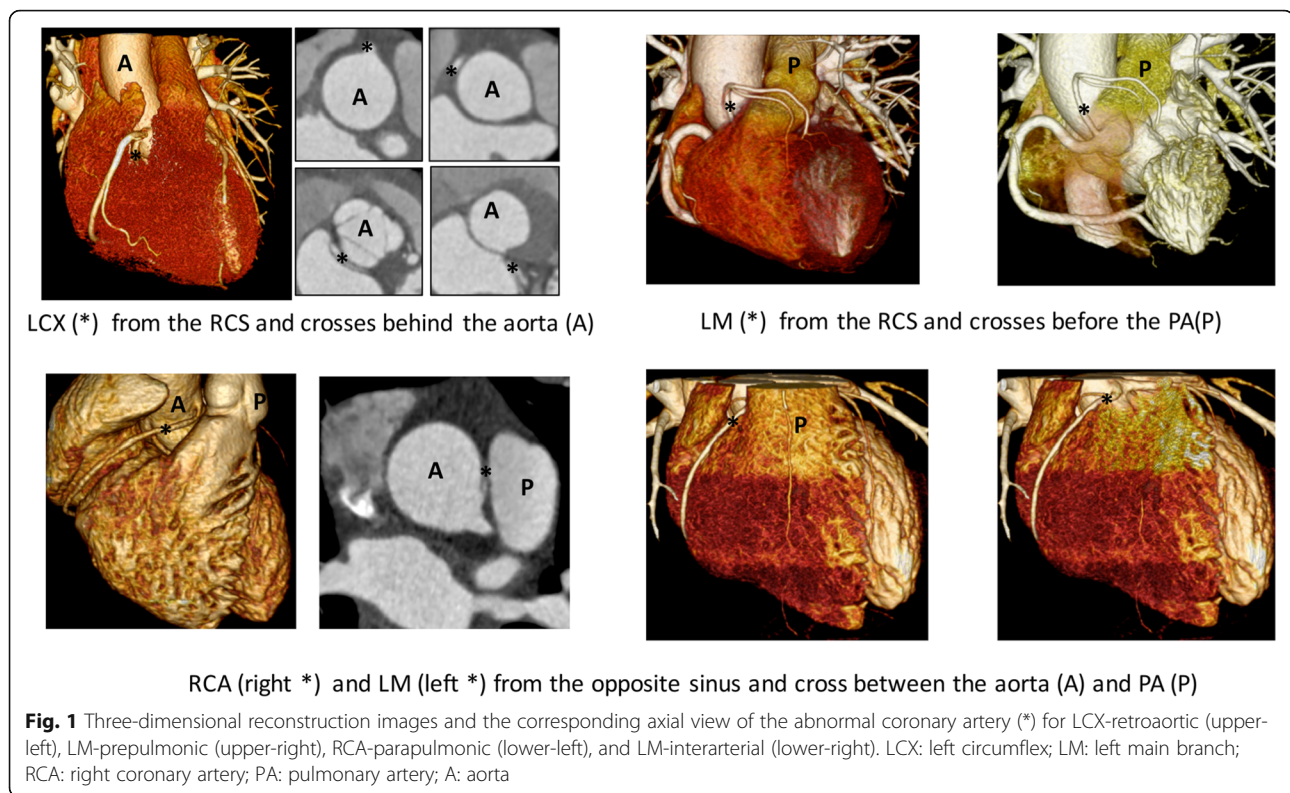 A
*
*
A
*
A
A
*
A
*
P
*
P
*
LCX (*) from the RCS and crosses behind the aorta (A)
LM (*) from the RCS and crosses before the PA(P)
A
P
*
A
*
P
*
P
*
RCA (right *) and LM (left *) from the opposite sinus and cross between the aorta (A) and PA (P)
Fig. 1 Three-dimensional reconstruction images and the corresponding axial view of the abnormal coronary artery (*) for LCX-retroaortic (upper-
left), LM-prepulmonic (upper-right), RCA-parapulmonic (lower-left), and LM-interarterial (lower-right). LCX: left circumflex; LM: left main branch;
RCA: right coronary artery; PA: pulmonary artery; A: aorta